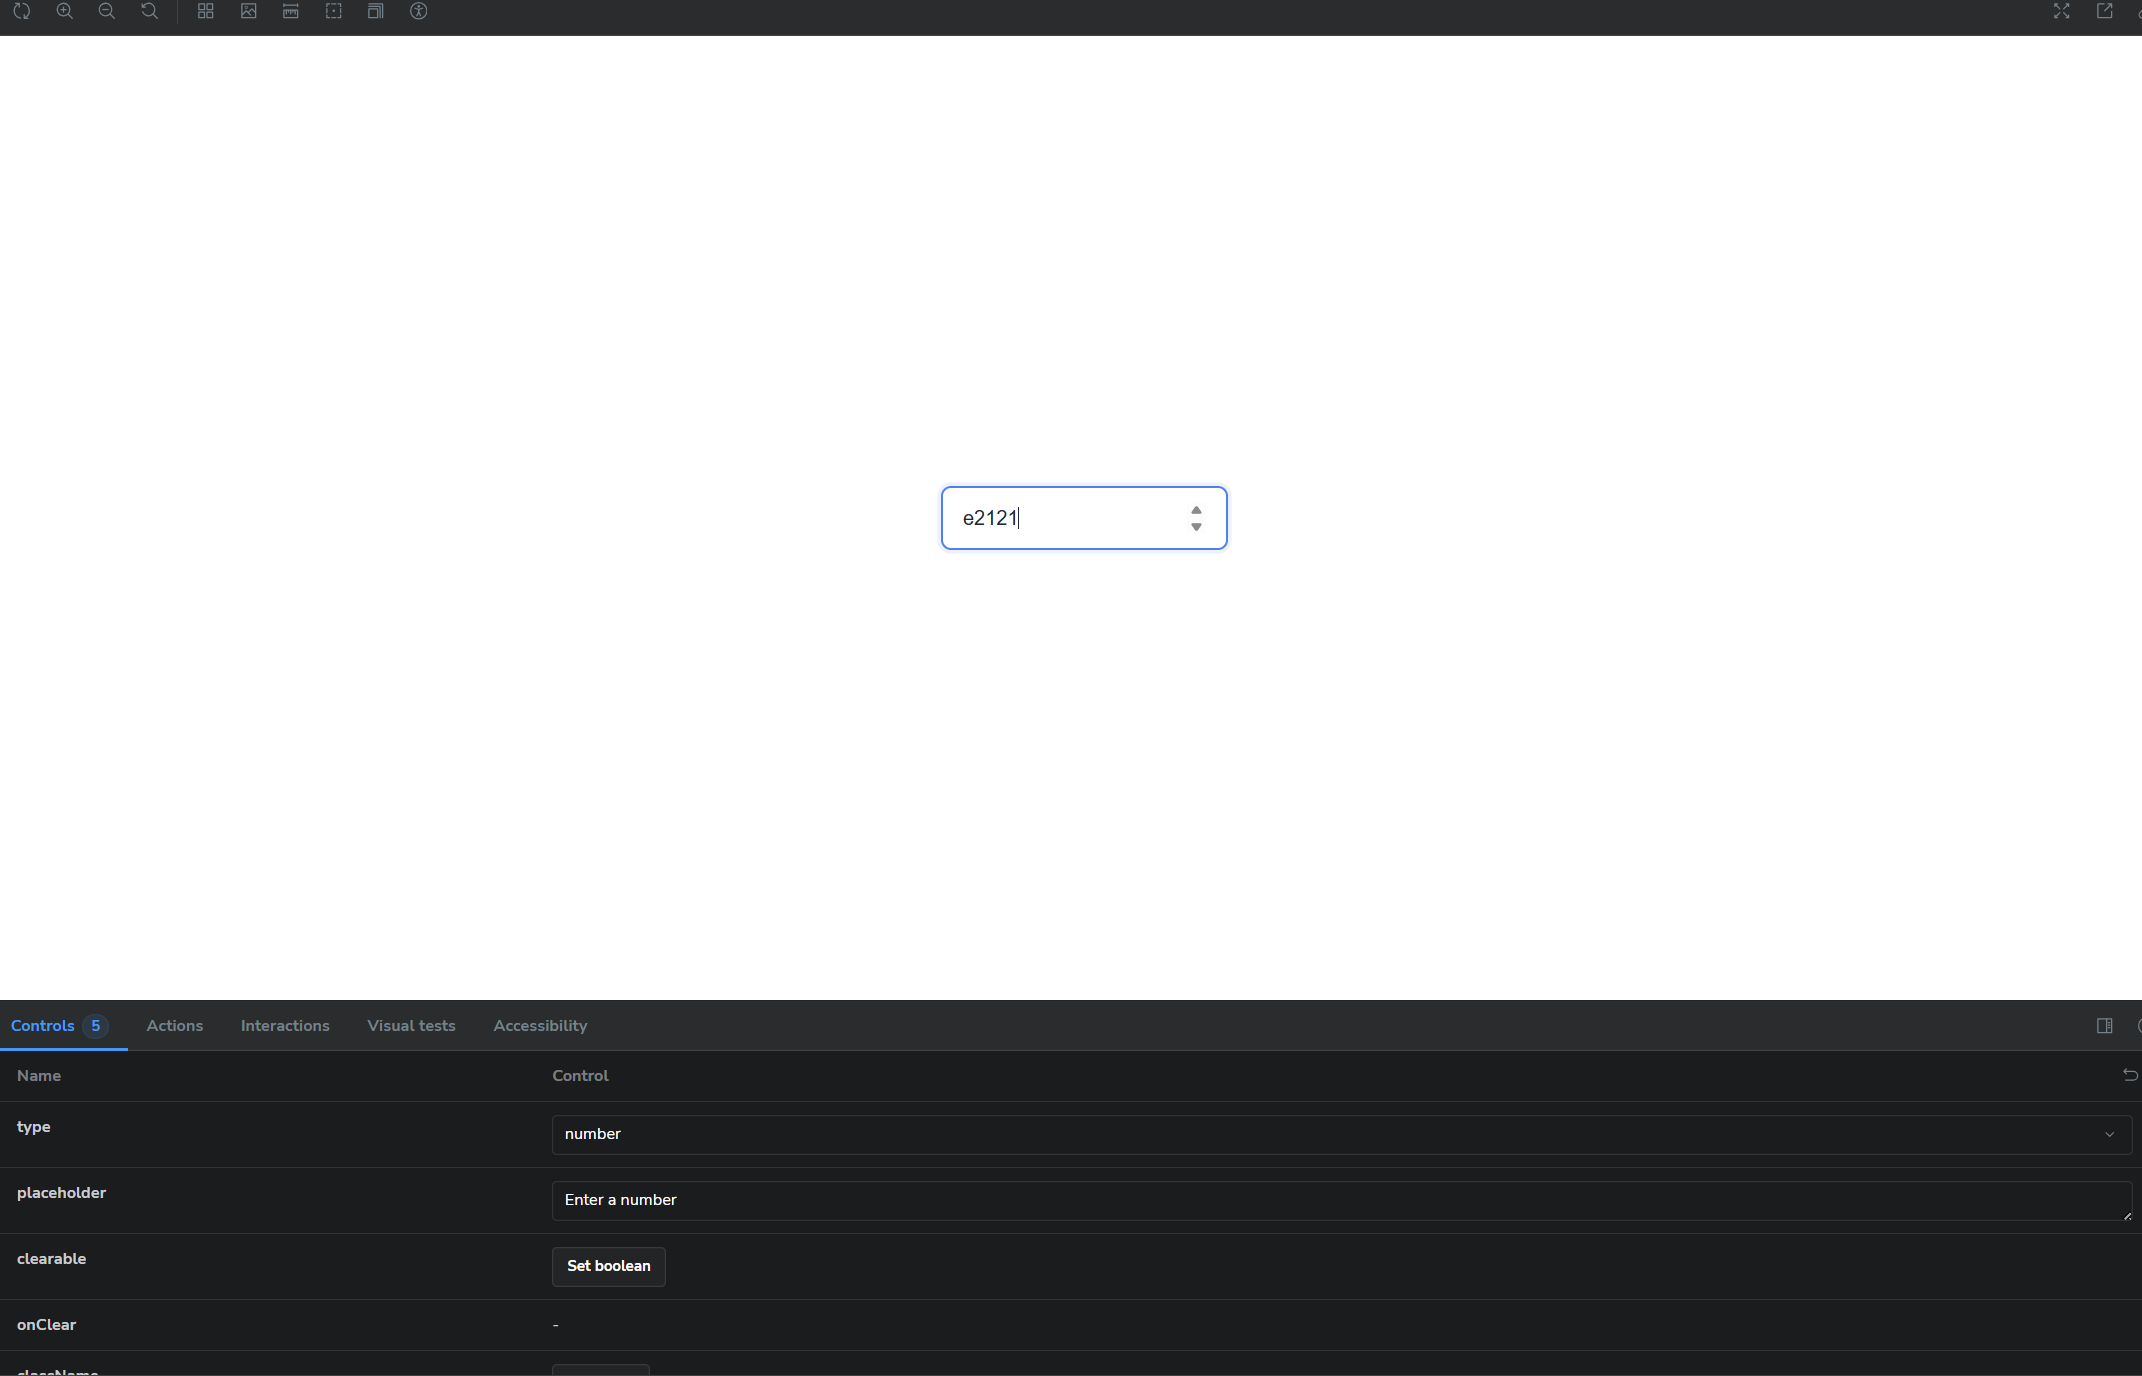 e2121
Controls 5 Actions Interactions Visual tests Accessibility
Name Control
type number
placeholder Enter a number
clearable Set boolean
onClear -
className